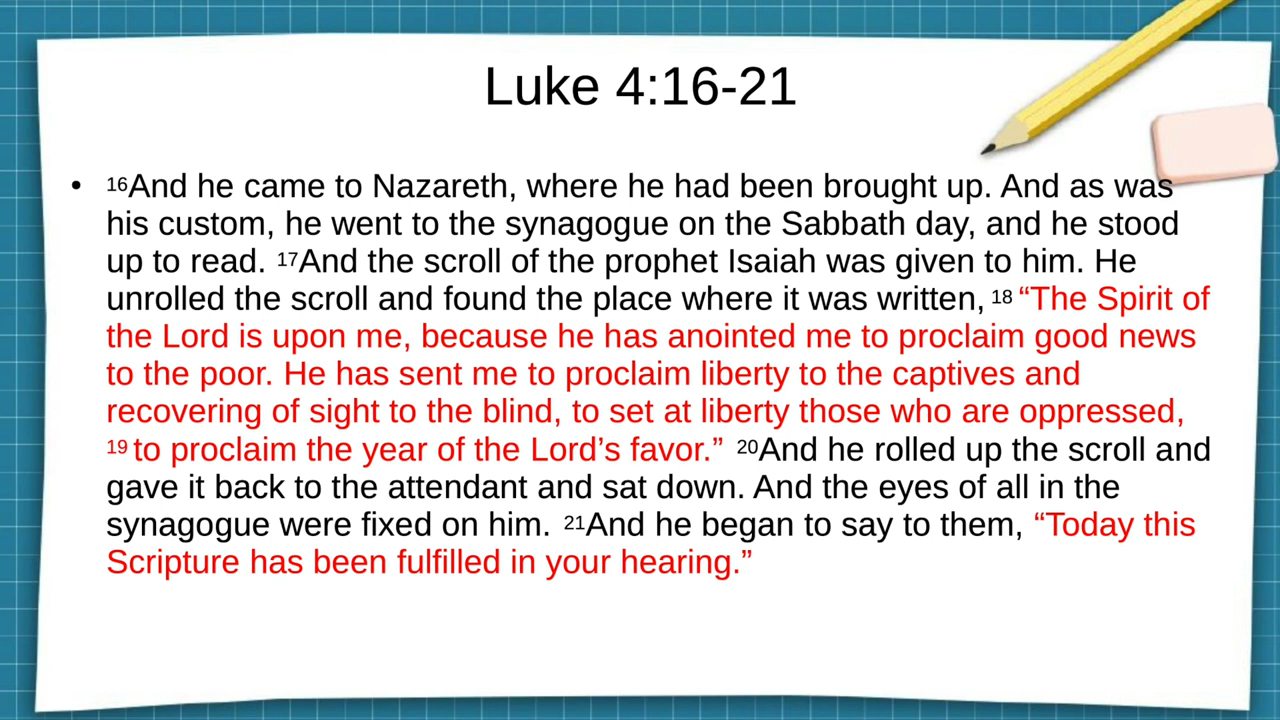 Luke 4:16-21
• 16And he came to Nazareth, where he had been brought up. And as was
his custom, he went to the synagogue on the Sabbath day, and he stood
up to read. 17And the scroll of the prophet Isaiah was given to him. He
unrolled the scroll and found the place where it was written, 18 “The Spirit of
the Lord is upon me, because he has anointed me to proclaim good news
to the poor. He has sent me to proclaim liberty to the captives and
recovering of sight to the blind, to set at liberty those who are oppressed,
19 to proclaim the year of the Lord’s favor.” 20And he rolled up the scroll and
gave it back to the attendant and sat down. And the eyes of all in the
synagogue were fixed on him. 21And he began to say to them, “Today this
Scripture has been fulfilled in your hearing.”